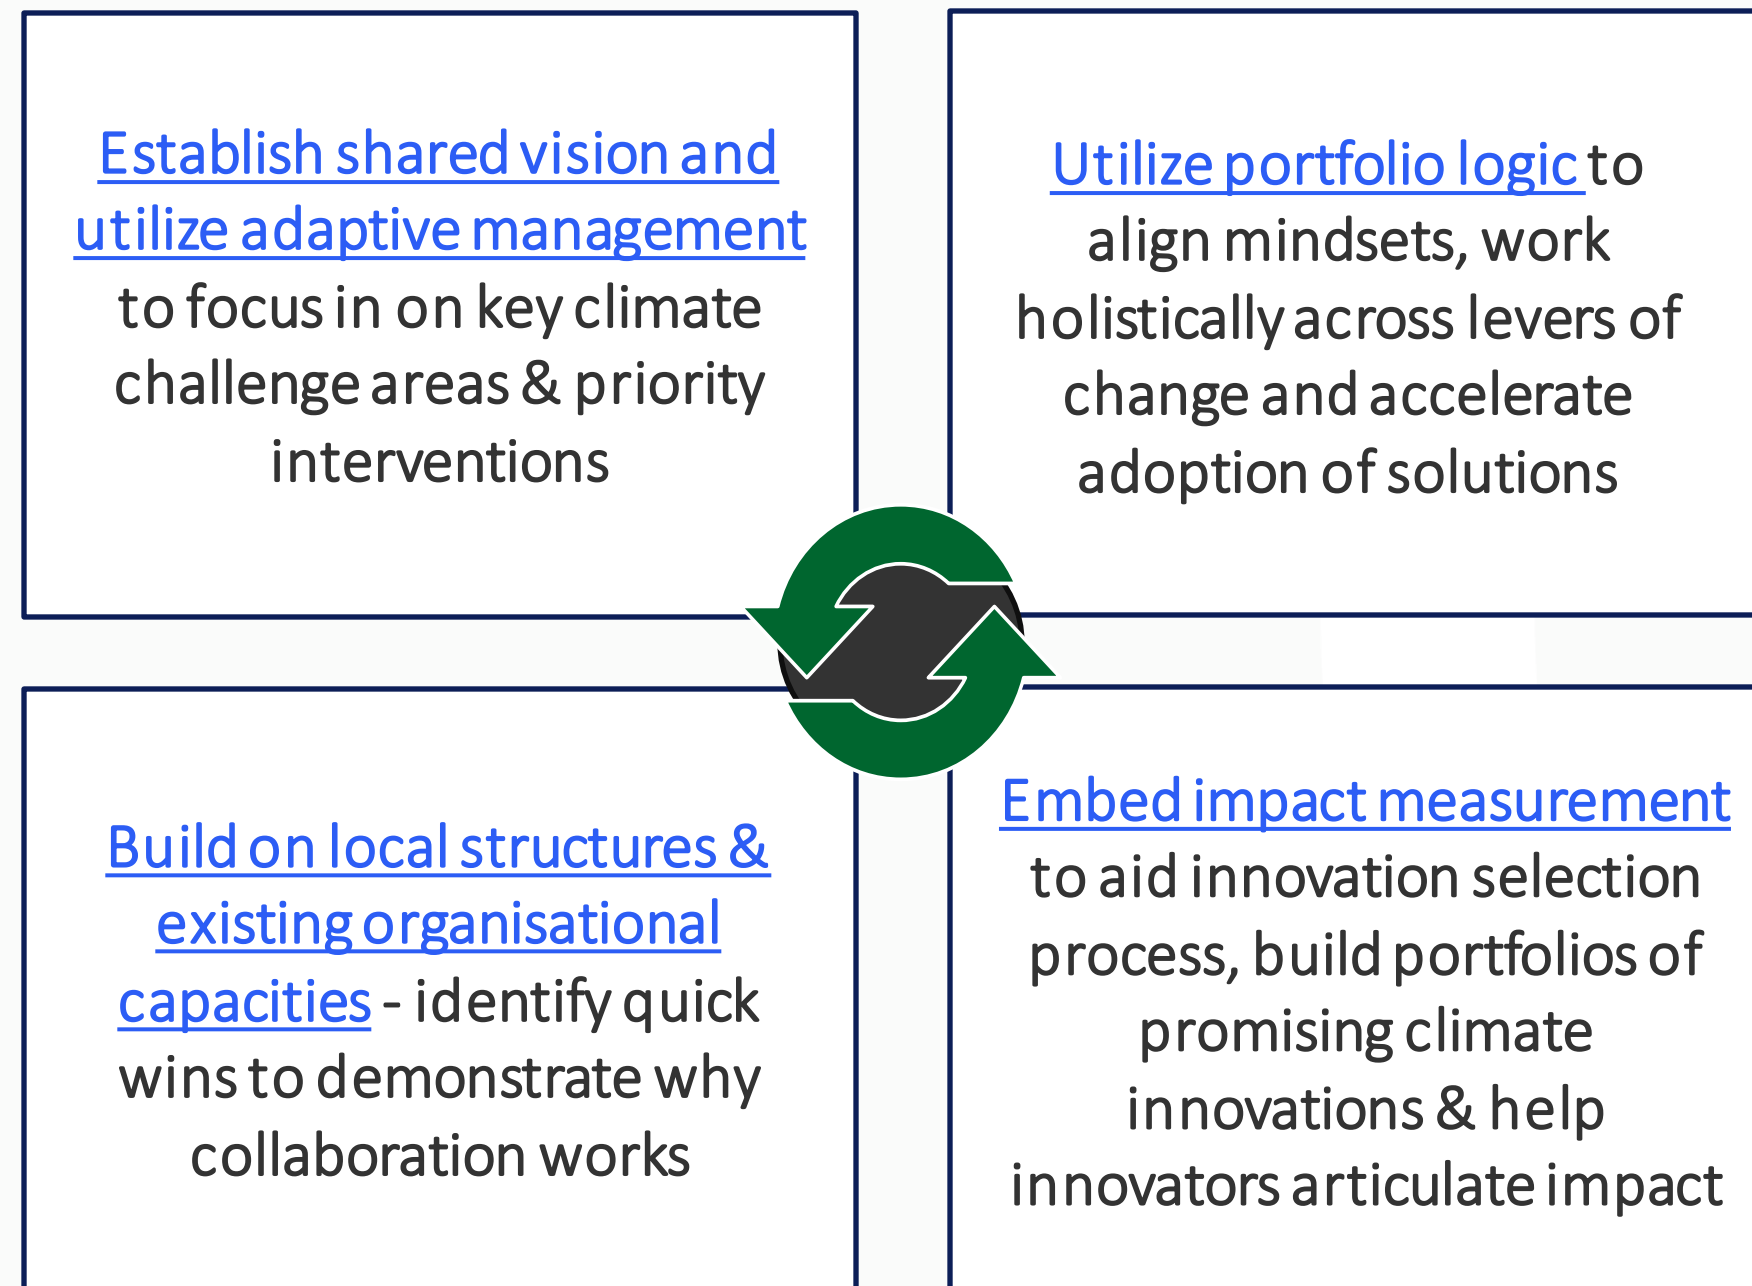 Establish shared vision and
utilize adaptive management
to focus in on key climate
challenge areas & priority
interventions
Utilize portfolio logic to
align mindsets, work
holistically across levers of
change and accelerate
adoption of solutions
Build on local structures &
existing organisational
capacities - identify quick
wins to demonstrate why
collaboration works
Embed impact measurement
to aid innovation selection
process, build portfolios of
promising climate
innovations & help
innovators articulate impact